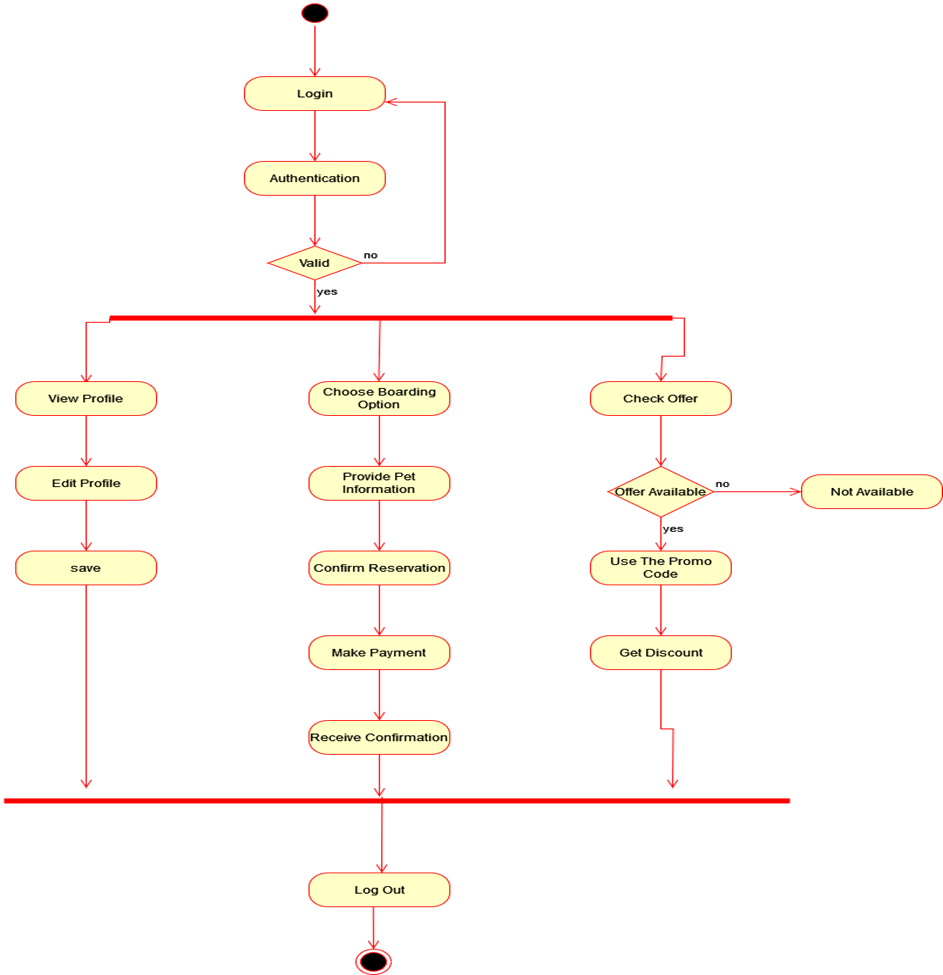 Login
Authentication
Valid
no
yes
View Profile
Choose Boarding
Option
Check Offer
Edit Profile
Provide Pet
Information
Offer Available
no
Not Available
yes
save
Confirm Reservation
Use The Promo
Code
Make Payment
Get Discount
Receive Confirmation
Log Out